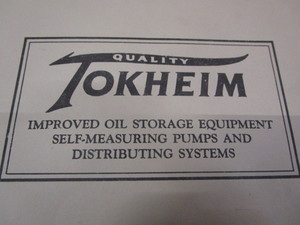 QUALITY
TOKHEIM
IMPROVED OIL STORAGE EQUIPMENT
SELF-MEASURING PUMPS AND
DISTRIBUTING SYSTEMS